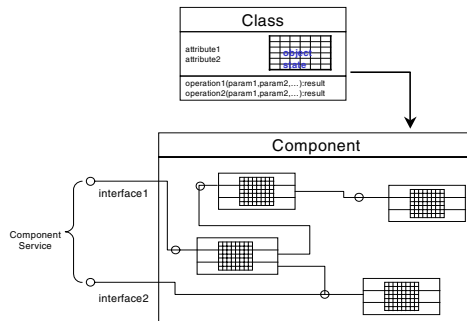 Class
attribute1
attribute2
object
state
operation1(param1,param2,...):result
operation2(param1,param2,...):result
Component
interface1
Component
Service
interface2